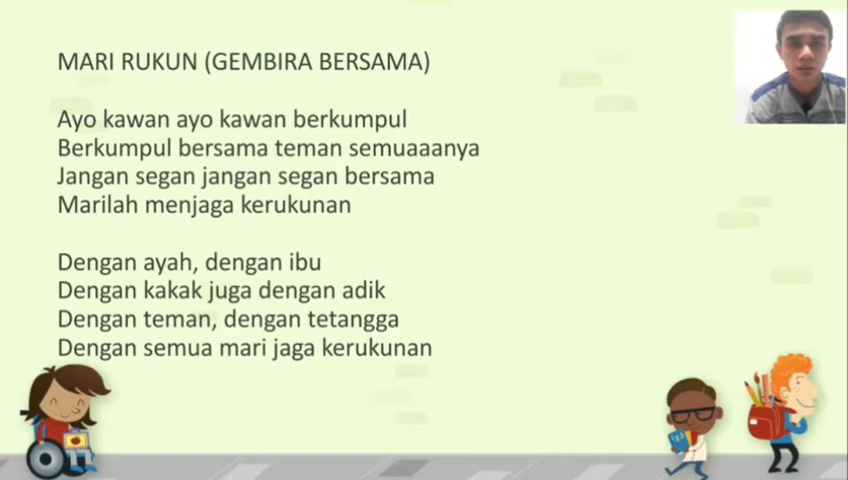 MARI RUKUN (GEMBIRA BERSAMA)
Ayo kawan ayo kawan berkumpul
Berkumpul bersama teman semuaaanya
Jangan segan jangan segan bersama
Marilah menjaga kerukunan
Dengan ayah, dengan ibu
Dengan kakak juga dengan adik
Dengan teman, dengan tetangga
Dengan semua mari jaga kerukunan